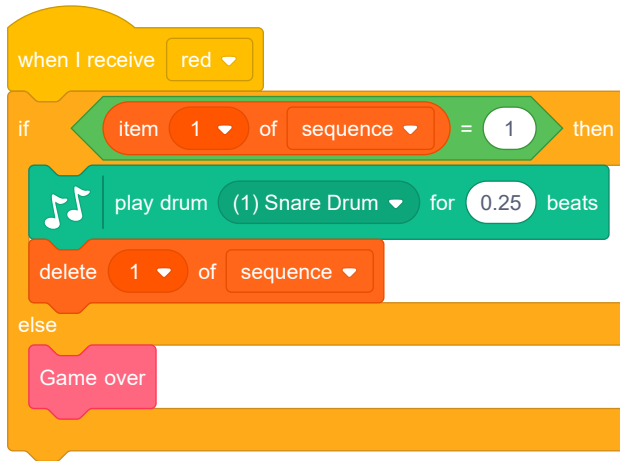 when I receive red
if item 1 of sequence = 1 then
play drum (1) Snare Drum for 0.25 beats
delete 1 of sequence
else
Game over